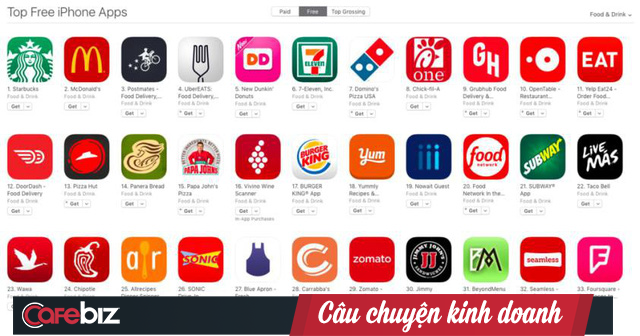 Top Free iPhone Apps
Paid
Free
Top Grossing
Food & Drink
DD
7
ELEVEN
Chick-fil-A
one
GH
EAT
1. Starbucks
Food & Drink
Get
2. McDonald's
Food & Drink
Get
3. Postmates -
Food Delivery,...
Food & Drink
Get
4. UberEATS:
Food Delivery,...
Food & Drink
Get
5. New Dunkin'
Donuts
Food & Drink
Get
6. 7-Eleven, Inc.
Food & Drink
Get
7. Domino's
Pizza USA
Food & Drink
Get
8. Chick-fil-A
Food & Drink
Get
9. Grubhub Food
Delivery &...
Food & Drink
Get
10. OpenTable -
Restaurant...
Food & Drink
Get
11. Yelp Eat24 -
Order Food...
Food & Drink
Get
Pizza Hut
PAPA JOHNS
BURGER
KING
Yum
food
network
SUBWAY
LIVE
MÁS
12. DoorDash -
Food Delivery
Food & Drink
Get
13. Pizza Hut
Food & Drink
Get
14. Panera Bread
Food & Drink
Get
15. Papa John's
Pizza
Food & Drink
Get
16. Vivino Wine
Scanner
Food & Drink
Get
In-App Purchases
17. BURGER
KING® App
Food & Drink
Get
18. Yummly
Recipes &...
Food & Drink
Get
19. Nowait Guest
Food & Drink
Get
20. Food
Network In the...
Food & Drink
Get
21. SUBWAY®
App
Food & Drink
Get
22. Taco Bell
Food & Drink
Get
ar
SONIC
C
zomato
JJ
JIMMY JOHN'S
M
seamless
F
23. Wawa
24. Chipotle
25. Allrecipes
26. SONIC
27. Blue Apron -
28. Carrabba's
29. Zomato -
30. Jimmy
31. BeyondMenu
32. Seamless -
33. Foursquare -
Cafebiz
Câu chuyện kinh doanh